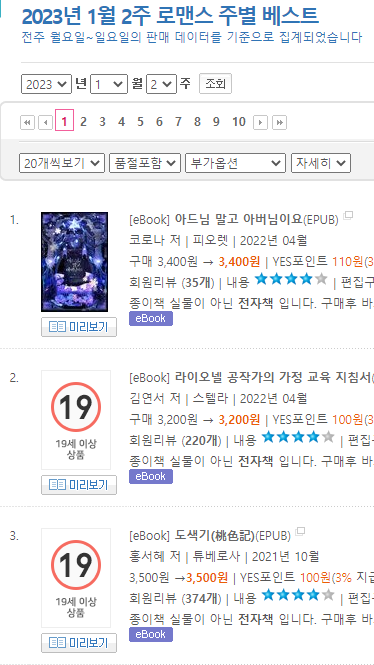 2023년 1월 2주 로맨스 주별 베스트
전주 월요일~일요일의 판매 데이터를 기준으로 집계되었습니다
2023 년 1 월 2 주 조회
1 2 3 4 5 6 7 8 9 10
20개씩보기 품절포함 부가옵션 자세히
1. [eBook] 아드님 말고 아버님이요(EPUB)
코로나 저 | 피오렛 | 2022년 04월
구매 3,400원 → 3,400원 | YES포인트 110원(3
회원리뷰 (35개) | 내용 | 편집구
종이책 실물이 아닌 전자책 입니다. 구매후 바
미리보기 eBook
2. [eBook] 라이오넬 공작가의 가정 교육 지침서(
김연서 저 | 스텔라 | 2022년 04월
구매 3,200원 → 3,200원 | YES포인트 100원(3
회원리뷰 (220개) | 내용 | 편집
종이책 실물이 아닌 전자책 입니다. 구매후 바
19
19세 이상
상품
미리보기 eBook
3. [eBook] 도색기(桃色記)(EPUB)
홍서혜 저 | 튜베로사 | 2021년 10월
3,500원 →3,500원 | YES포인트 100원(3% 지급
회원리뷰 (374개) | 내용 | 편집
종이책 실물이 아닌 전자책 입니다. 구매후 바
19
19세 이상
상품
미리보기 eBook